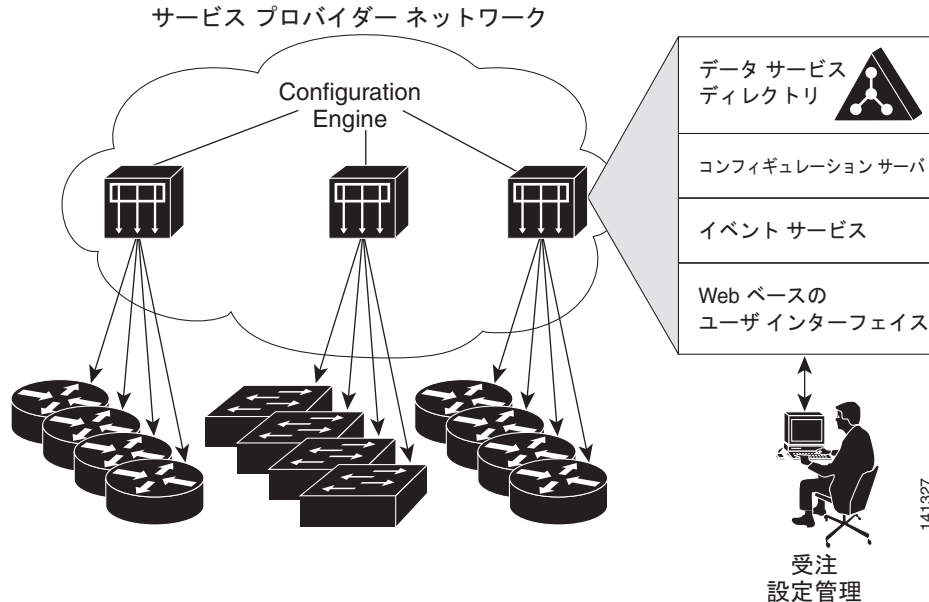 サービス プロバイダー ネットワーク
Configuration
Engine
データ サービス
ディレクトリ
コンフィギュレーション サーバ
イベント サービス
Web ベースの
ユーザ インターフェイス
141327
受注
設定管理